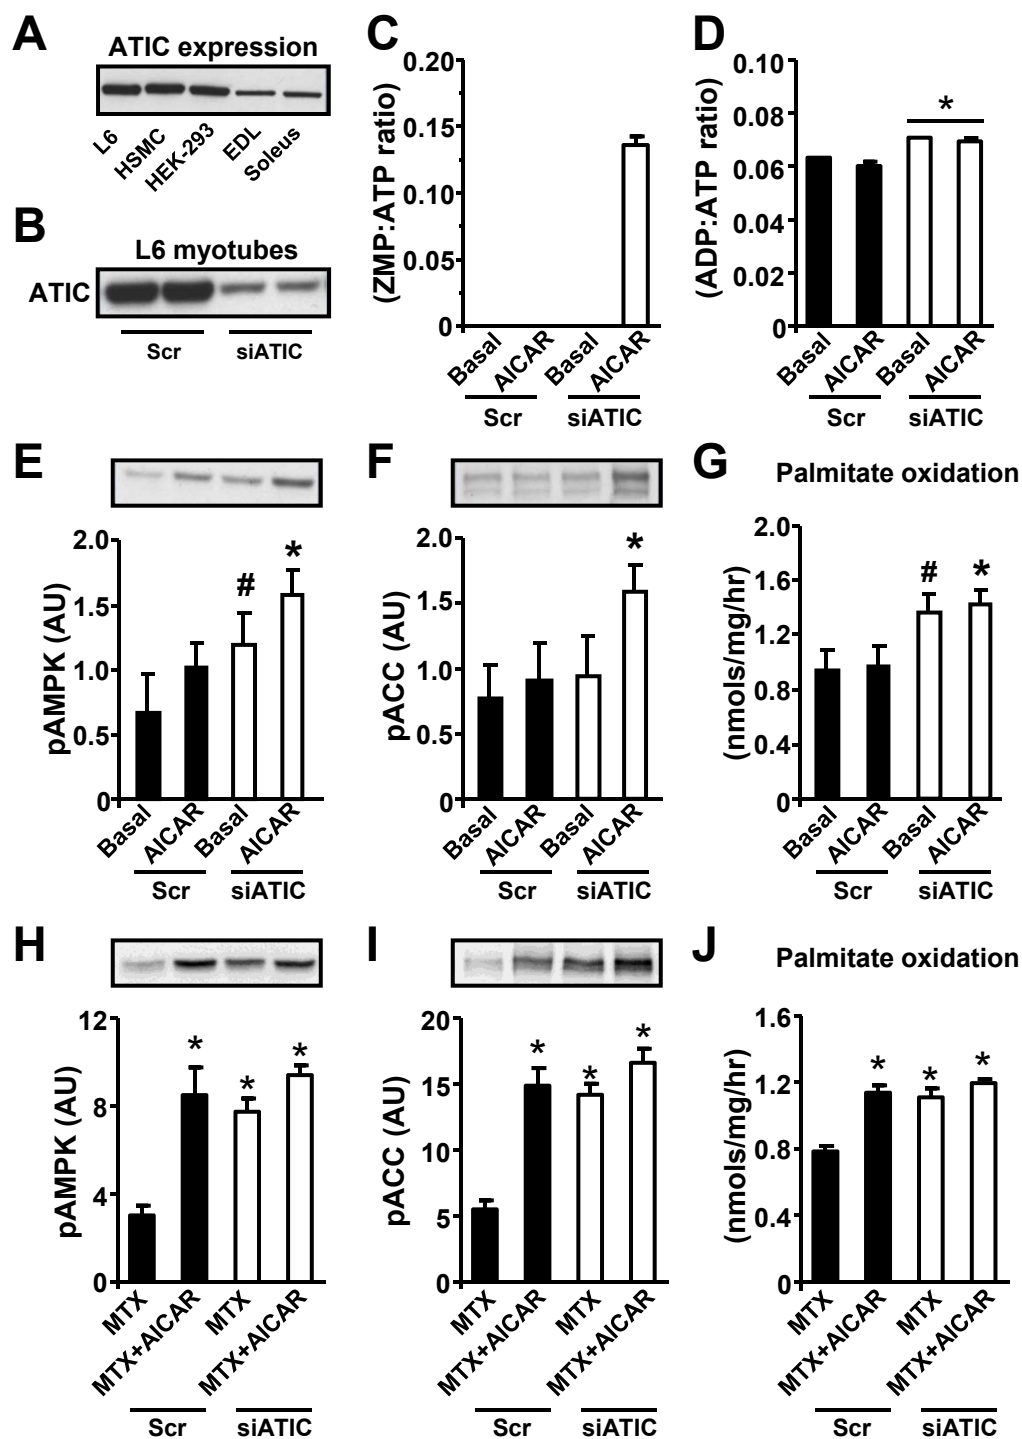 A
ATIC expression
L6
HSMC
HEK-293
EDL
Soleus
B
L6 myotubes
ATIC
Scr
siATIC
C
(ZMP:ATP ratio)
0.20
0.15
0.10
0.05
0
Basal
AICAR
Basal
AICAR
Scr
siATIC
D
(ADP:ATP ratio)
0.10
0.08
0.06
0.04
0.02
0
*
Basal
AICAR
Basal
AICAR
Scr
siATIC
E
pAMPK (AU)
2.0
1.5
1.0
0.5
0
#
*
Basal
AICAR
Basal
AICAR
Scr
siATIC
F
pACC (AU)
2.0
1.5
1.0
0.5
0
*
Basal
AICAR
Basal
AICAR
Scr
siATIC
G
Palmitate oxidation
(nmols/mg/hr)
2.0
1.6
1.2
0.8
0.4
0
#
*
Basal
AICAR
Basal
AICAR
Scr
siATIC
H
pAMPK (AU)
12
8
4
0
*
*
*
MTX
MTX+AICAR
MTX
MTX+AICAR
Scr
siATIC
I
pACC (AU)
20
15
10
5
0
*
*
*
MTX
MTX+AICAR
MTX
MTX+AICAR
Scr
siATIC
J
Palmitate oxidation
(nmols/mg/hr)
1.6
1.2
0.8
0.4
0
*
*
*
MTX
MTX+AICAR
MTX
MTX+AICAR
Scr
siATIC